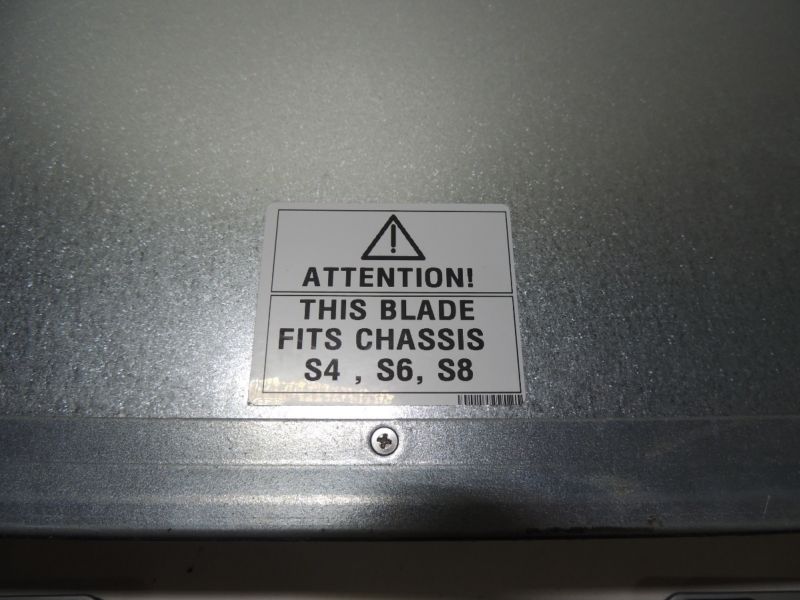 ATTENTION!
THIS BLADE
FITS CHASSIS
S4 , S6, S8